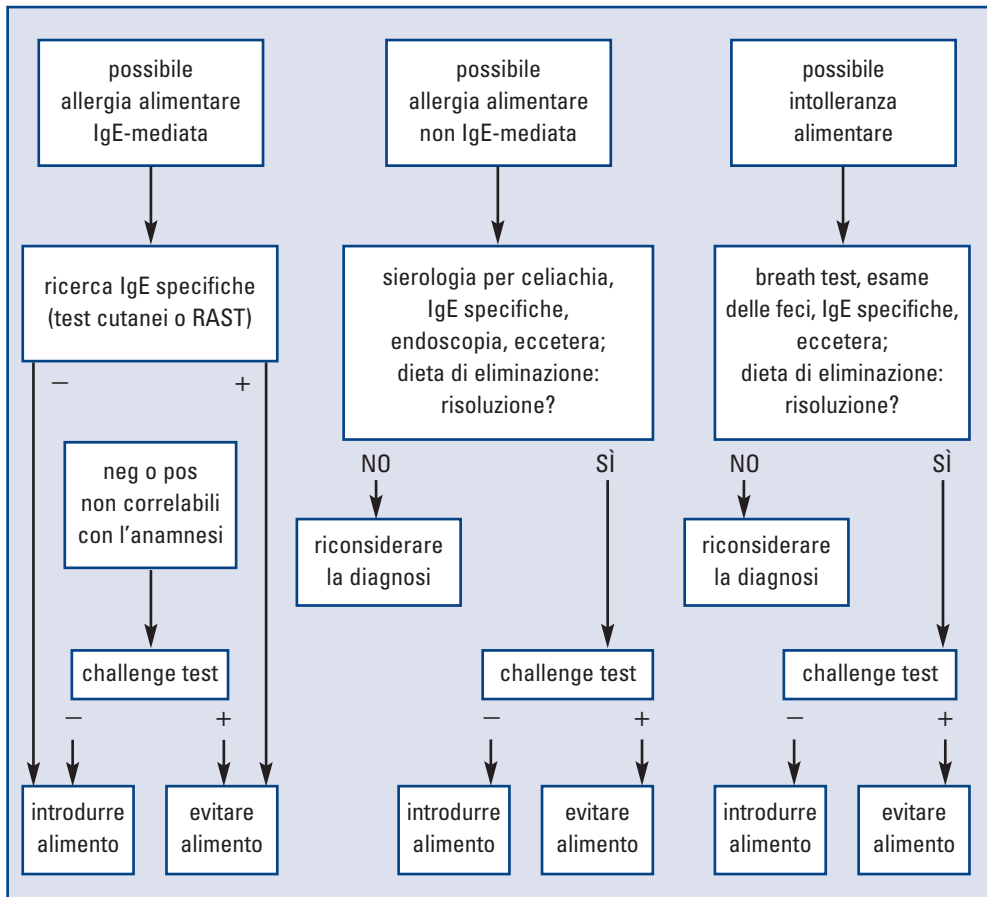 possibile
allergia alimentare
IgE-mediata
ricerca IgE specifiche
(test cutanei o RAST)
—
+
neg o pos
non correlabili
con l'anamnesi
challenge test
—
+
introdurre
alimento
evitare
alimento
possibile
allergia alimentare
non IgE-mediata
sierologia per celiachia,
IgE specifiche,
endoscopia, eccetera;
dieta di eliminazione:
risoluzione?
NO
SÌ
riconsiderare
la diagnosi
challenge test
—
+
introdurre
alimento
evitare
alimento
possibile
intolleranza
alimentare
breath test, esame
delle feci, IgE specifiche,
eccetera;
dieta di eliminazione:
risoluzione?
NO
SÌ
riconsiderare
la diagnosi
challenge test
—
+
introdurre
alimento
evitare
alimento